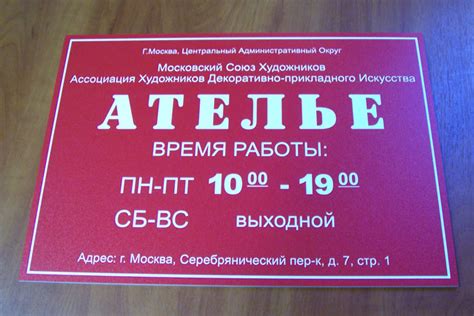 Г.Москва, Центральный Административный Округ
Московский Союз Художников
Ассоциация Художников Декоративно-прикладного Искусства
АТЕЛЬЕ
ВРЕМЯ РАБОТЫ:
ПН-ПТ 10 00 - 19 00
СБ-ВС ВЫХОДНОЙ
Адрес: г. Москва, Серебрянический пер-к, д. 7, стр. 1